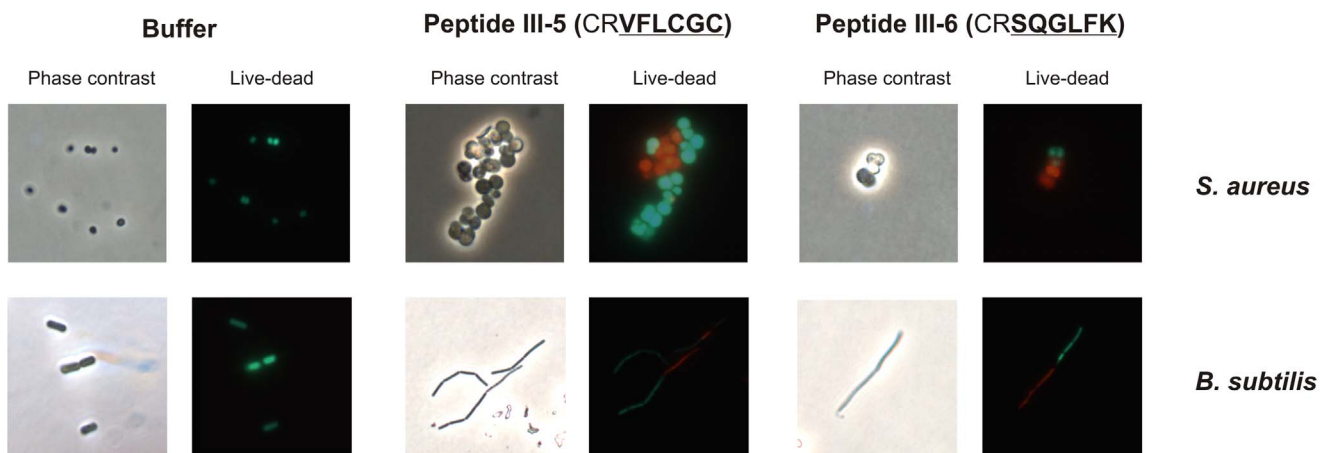 Buffer
Peptide III-5 (CRVFLCGC)
Peptide III-6 (CRSQGLFK)
Phase contrast
Live-dead
Phase contrast
Live-dead
Phase contrast
Live-dead
S. aureus
B. subtilis